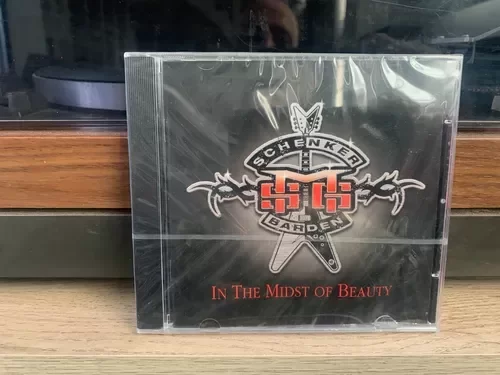 SCHENKER
MSG
BARDEN
IN THE MIDST OF BEAUTY